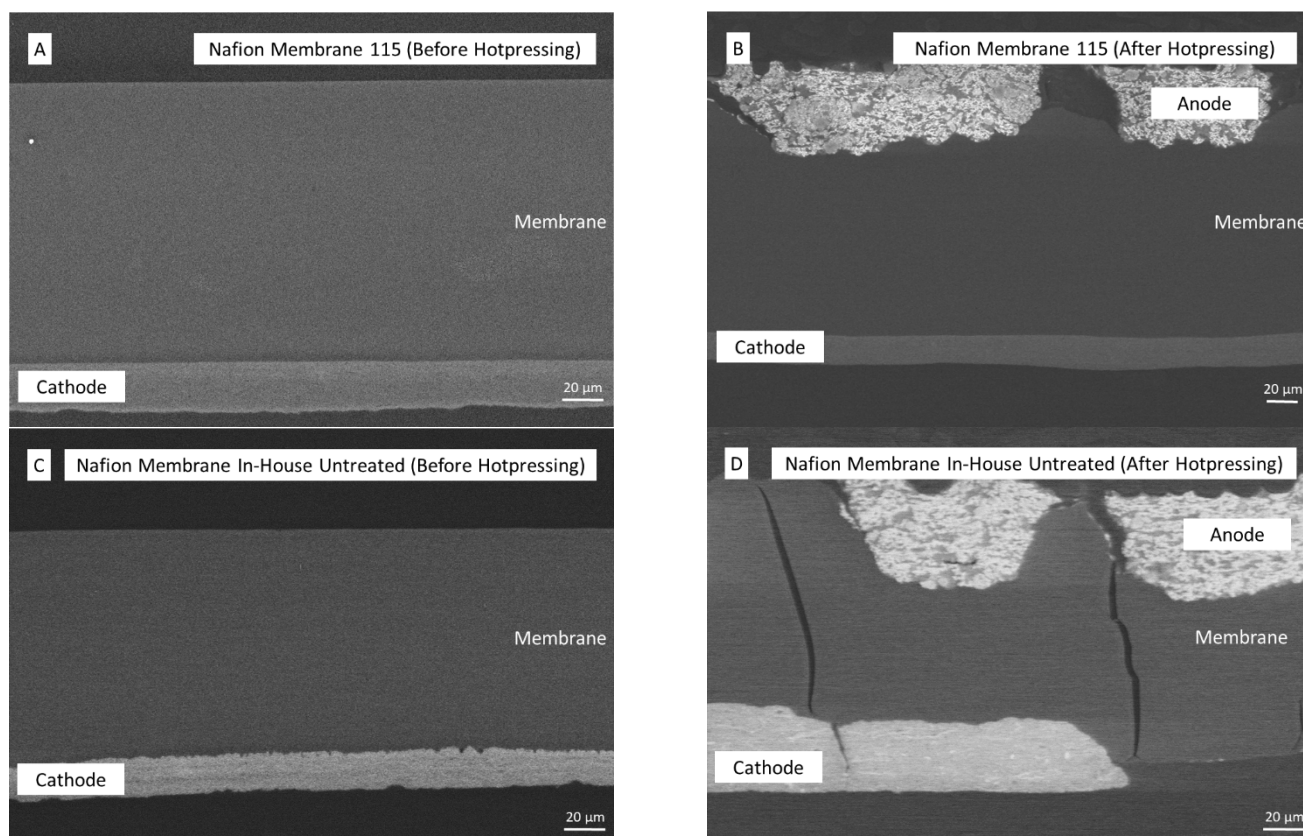 A
Nafion Membrane 115 (Before Hotpressing)
Membrane
Cathode
20 µm
B
Nafion Membrane 115 (After Hotpressing)
Anode
Membrane
Cathode
20 µm
C
Nafion Membrane In-House Untreated (Before Hotpressing)
Membrane
Cathode
20 µm
D
Nafion Membrane In-House Untreated (After Hotpressing)
Anode
Membrane
Cathode
20 µm